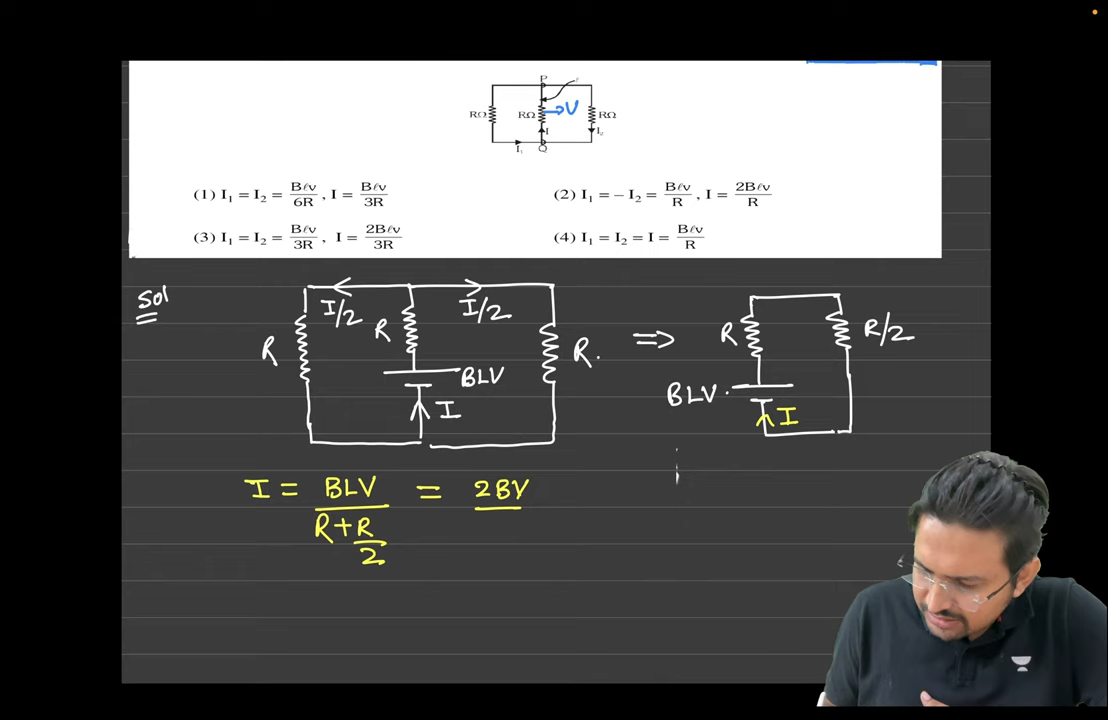 P
RΩ RΩ V RΩ
I I₂
I₁ Q
(1) I₁ = I₂ = Bℓv/6R , I = Bℓv/3R
(2) I₁ = – I₂ = Bℓv/R , I = 2Bℓv/R
(3) I₁ = I₂ = Bℓv/3R , I = 2Bℓv/3R
(4) I₁ = I₂ = I = Bℓv/R
Sol
I/2 I/2
R R R. ⇒ R R/2
BLV BLV.
I I
I = BLV/(R+R/2) = 2BV